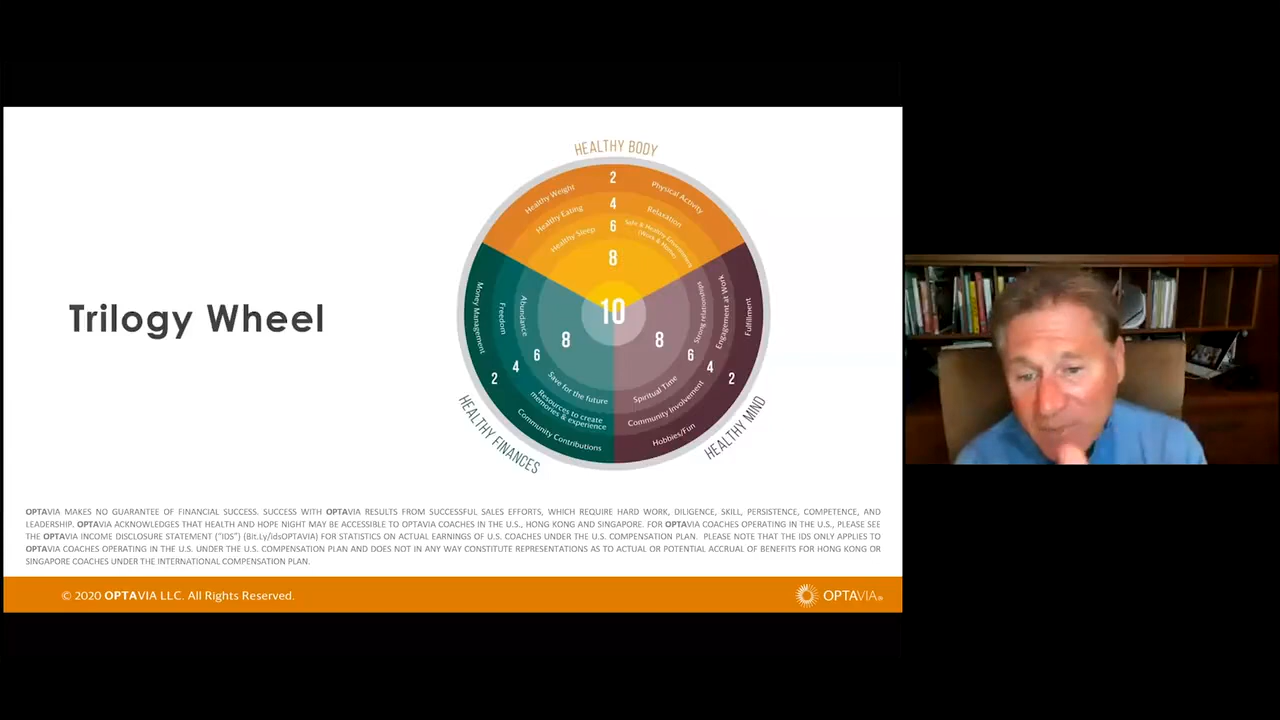 HEALTHY BODY
2
Healthy Weight
Physical Activity
4
Healthy Eating
Relaxation
6
Healthy Sleep
Safe & Healthy Environment
(Work & Home)
8
10
Trilogy Wheel
Money Management
Freedom
Abundance
8
6
4
2
Save for the future
Resources to create
memories & experience
Community Contributions
HEALTHY FINANCES
Strong relationships
Engagement at Work
Fulfillment
8
6
4
2
Spiritual Time
Community Involvement
Hobbies/Fun
HEALTHY MIND
OPTAVIA MAKES NO GUARANTEE OF FINANCIAL SUCCESS. SUCCESS WITH OPTAVIA RESULTS FROM SUCCESSFUL SALES EFFORTS, WHICH REQUIRE HARD WORK, DILIGENCE, SKILL, PERSISTENCE, COMPETENCE, AND
LEADERSHIP. OPTAVIA ACKNOWLEDGES THAT HEALTH AND HOPE NIGHT MAY BE ACCESSIBLE TO OPTAVIA COACHES IN THE U.S., HONG KONG AND SINGAPORE. FOR OPTAVIA COACHES OPERATING IN THE U.S., PLEASE SEE
THE OPTAVIA INCOME DISCLOSURE STATEMENT ("IDS") (Bit.Ly/idsOPTAVIA) FOR STATISTICS ON ACTUAL EARNINGS OF U.S. COACHES UNDER THE U.S. COMPENSATION PLAN. PLEASE NOTE THAT THE IDS ONLY APPLIES TO
OPTAVIA COACHES OPERATING IN THE U.S. UNDER THE U.S. COMPENSATION PLAN AND DOES NOT IN ANY WAY CONSTITUTE REPRESENTATIONS AS TO ACTUAL OR POTENTIAL ACCRUAL OF BENEFITS FOR HONG KONG OR
SINGAPORE COACHES UNDER THE INTERNATIONAL COMPENSATION PLAN.
© 2020 OPTAVIA LLC. All Rights Reserved.
OPTAVIA